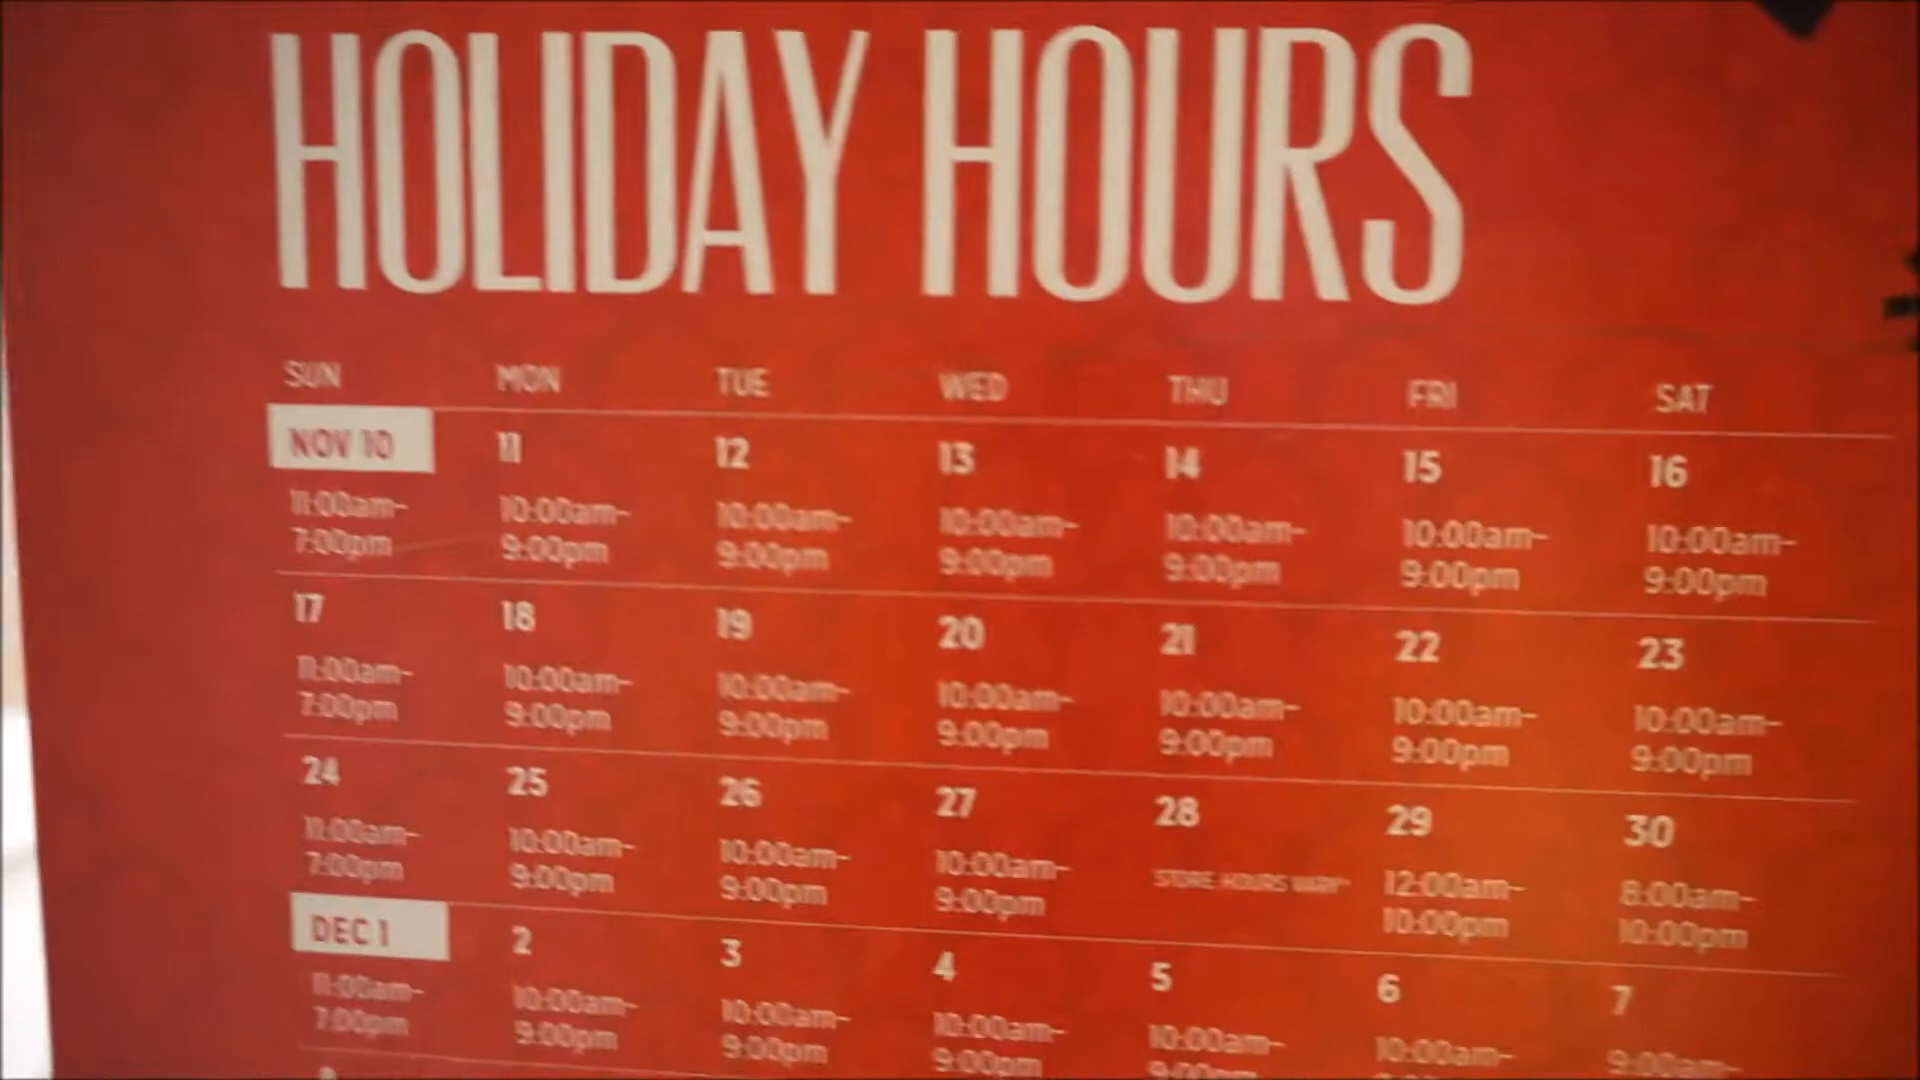 HOLIDAY HOURS
SUN MON TUE WED THU FRI SAT
NOV 10 11 12 13 14 15 16
11:00am- 10:00am- 10:00am- 10:00am- 10:00am- 10:00am- 10:00am-
7:00pm 9:00pm 9:00pm 9:00pm 9:00pm 9:00pm 9:00pm
17 18 19 20 21 22 23
11:00am- 10:00am- 10:00am- 10:00am- 10:00am- 10:00am- 10:00am-
7:00pm 9:00pm 9:00pm 9:00pm 9:00pm 9:00pm 9:00pm
24 25 26 27 28 29 30
11:00am- 10:00am- 10:00am- 10:00am- STORE HOURS VARY* 12:00am- 8:00am-
7:00pm 9:00pm 9:00pm 9:00pm 10:00pm 10:00pm
DEC 1 2 3 4 5 6 7
11:00am- 10:00am- 10:00am- 10:00am- 10:00am- 10:00am- 9:00am-
7:00pm 9:00pm 9:00pm 9:00pm 9:00pm